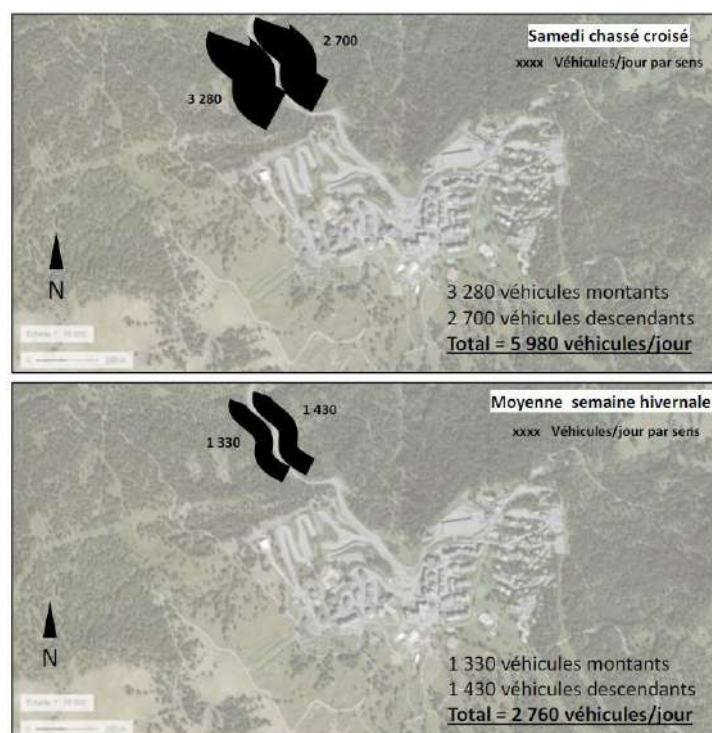 Samedi chassé croisé
xxxx Véhicules/jour par sens
2 700
3 280
N
3 280 véhicules montants
2 700 véhicules descendants
Total = 5 980 véhicules/jour
Moyenne semaine hivernale
xxxx Véhicules/jour par sens
1 430
1 330
N
1 330 véhicules montants
1 430 véhicules descendants
Total = 2 760 véhicules/jour